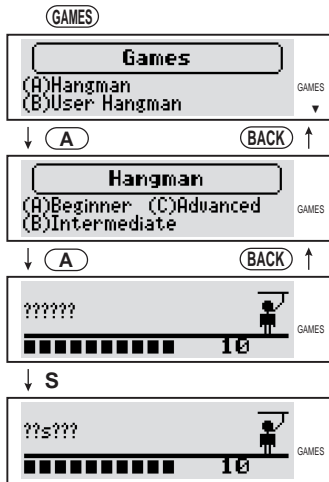 GAMES
Games
(A)Hangman
(B)User Hangman
GAMES
A
BACK
Hangman
(A)Beginner (C)Advanced
(B)Intermediate
GAMES
A
BACK
??????
10
GAMES
S
??s???
10
GAMES